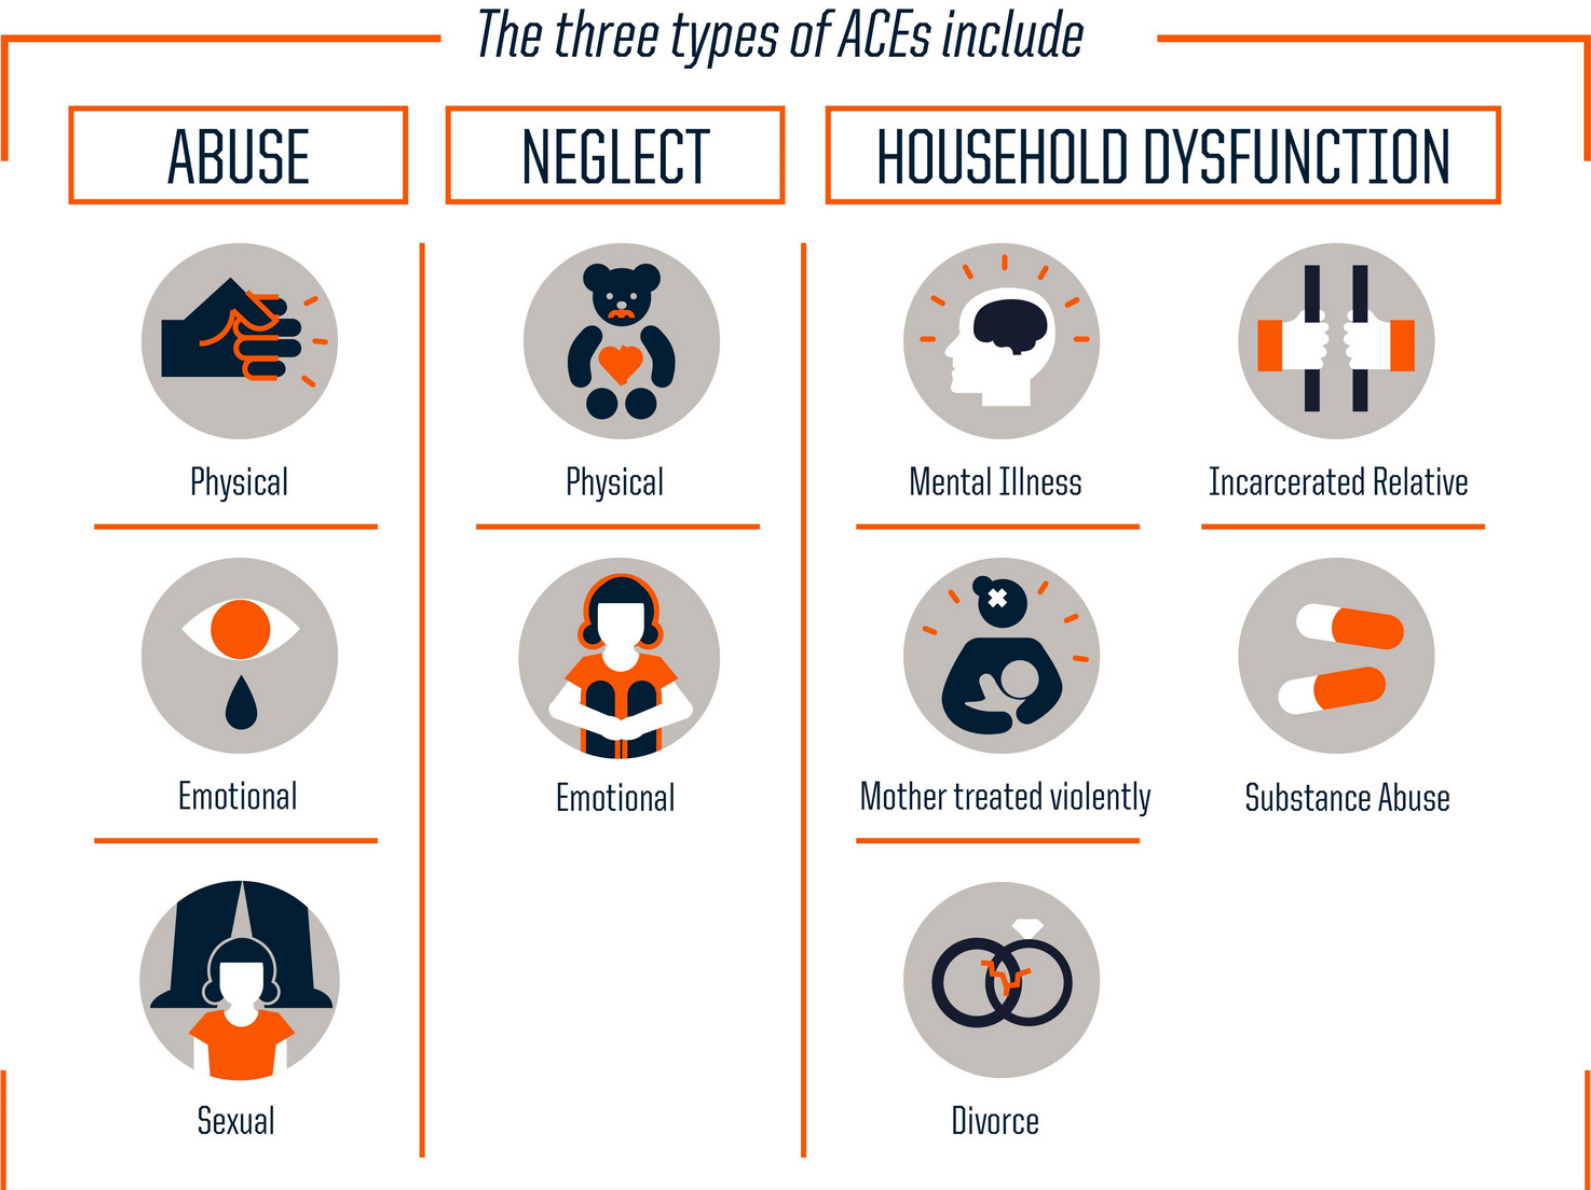 The three types of ACEs include
ABUSE
Physical
Emotional
Sexual
NEGLECT
Physical
Emotional
HOUSEHOLD DYSFUNCTION
Mental Illness
Incarcerated Relative
Mother treated violently
Substance Abuse
Divorce